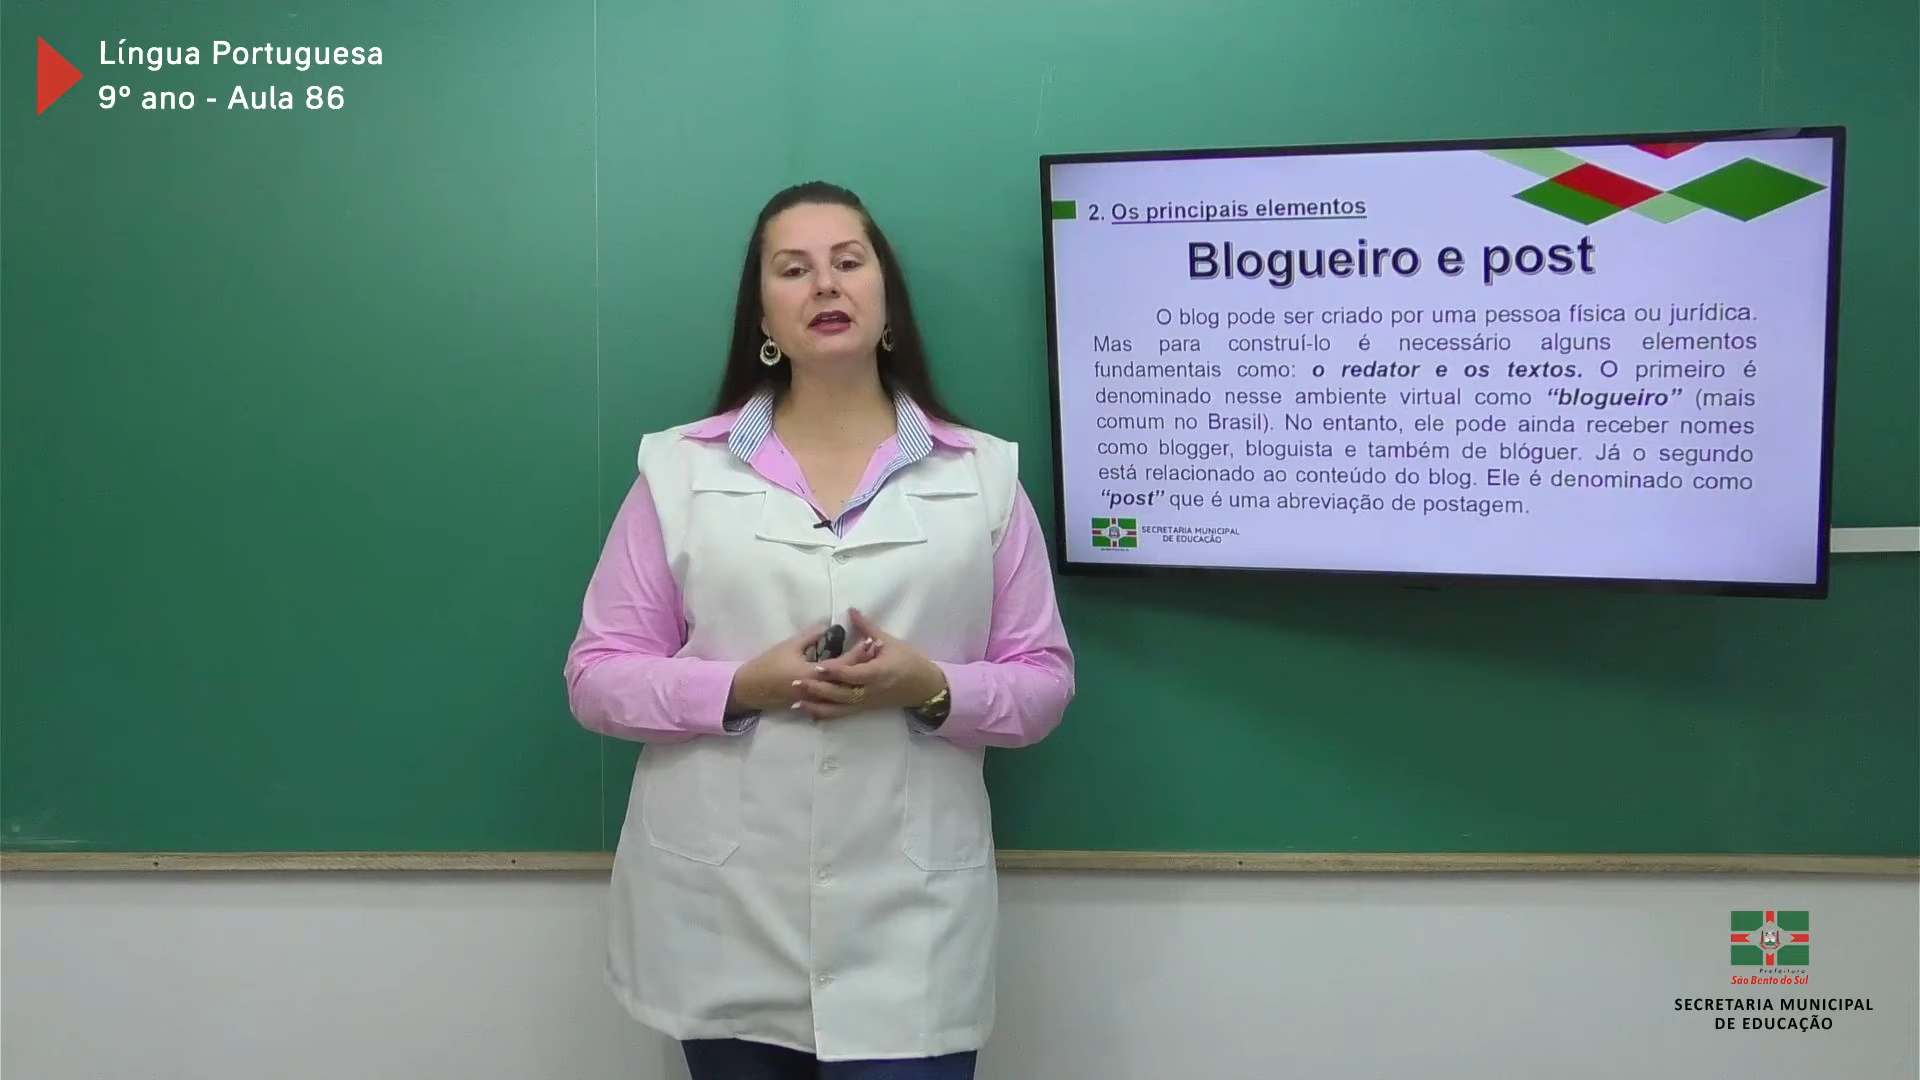 Língua Portuguesa
9º ano - Aula 86
2. Os principais elementos
Blogueiro e post
O blog pode ser criado por uma pessoa física ou jurídica.
Mas para construí-lo é necessário alguns elementos
fundamentais como: o redator e os textos. O primeiro é
denominado nesse ambiente virtual como “blogueiro” (mais
comum no Brasil). No entanto, ele pode ainda receber nomes
como blogger, bloguista e também de blóguer. Já o segundo
está relacionado ao conteúdo do blog. Ele é denominado como
“post” que é uma abreviação de postagem.
SECRETARIA MUNICIPAL
DE EDUCAÇÃO
Prefeitura
São Bento do Sul
SECRETARIA MUNICIPAL
DE EDUCAÇÃO